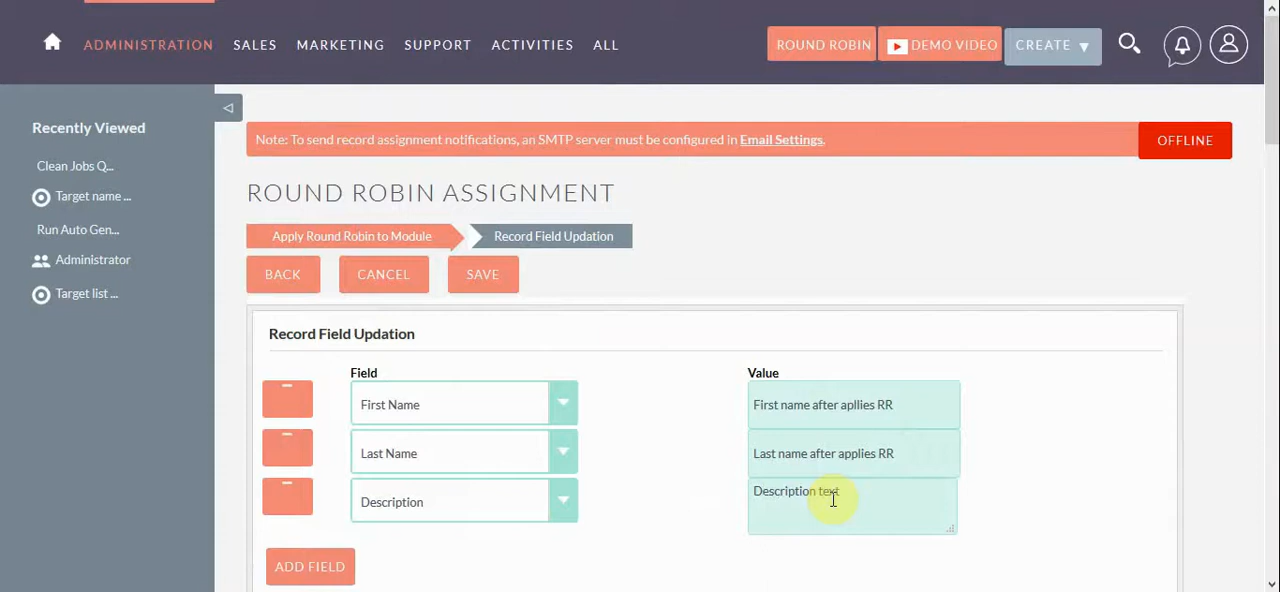 ADMINISTRATION SALES MARKETING SUPPORT ACTIVITIES ALL ROUND ROBIN DEMO VIDEO CREATE
Recently Viewed
Clean Jobs Q...
Target name ...
Run Auto Gen...
Administrator
Target list ...
Note: To send record assignment notifications, an SMTP server must be configured in Email Settings.
OFFLINE
ROUND ROBIN ASSIGNMENT
Apply Round Robin to Module Record Field Updation
BACK CANCEL SAVE
Record Field Updation
Field Value
First Name First name after apllies RR
Last Name Last name after applies RR
Description Description text
ADD FIELD